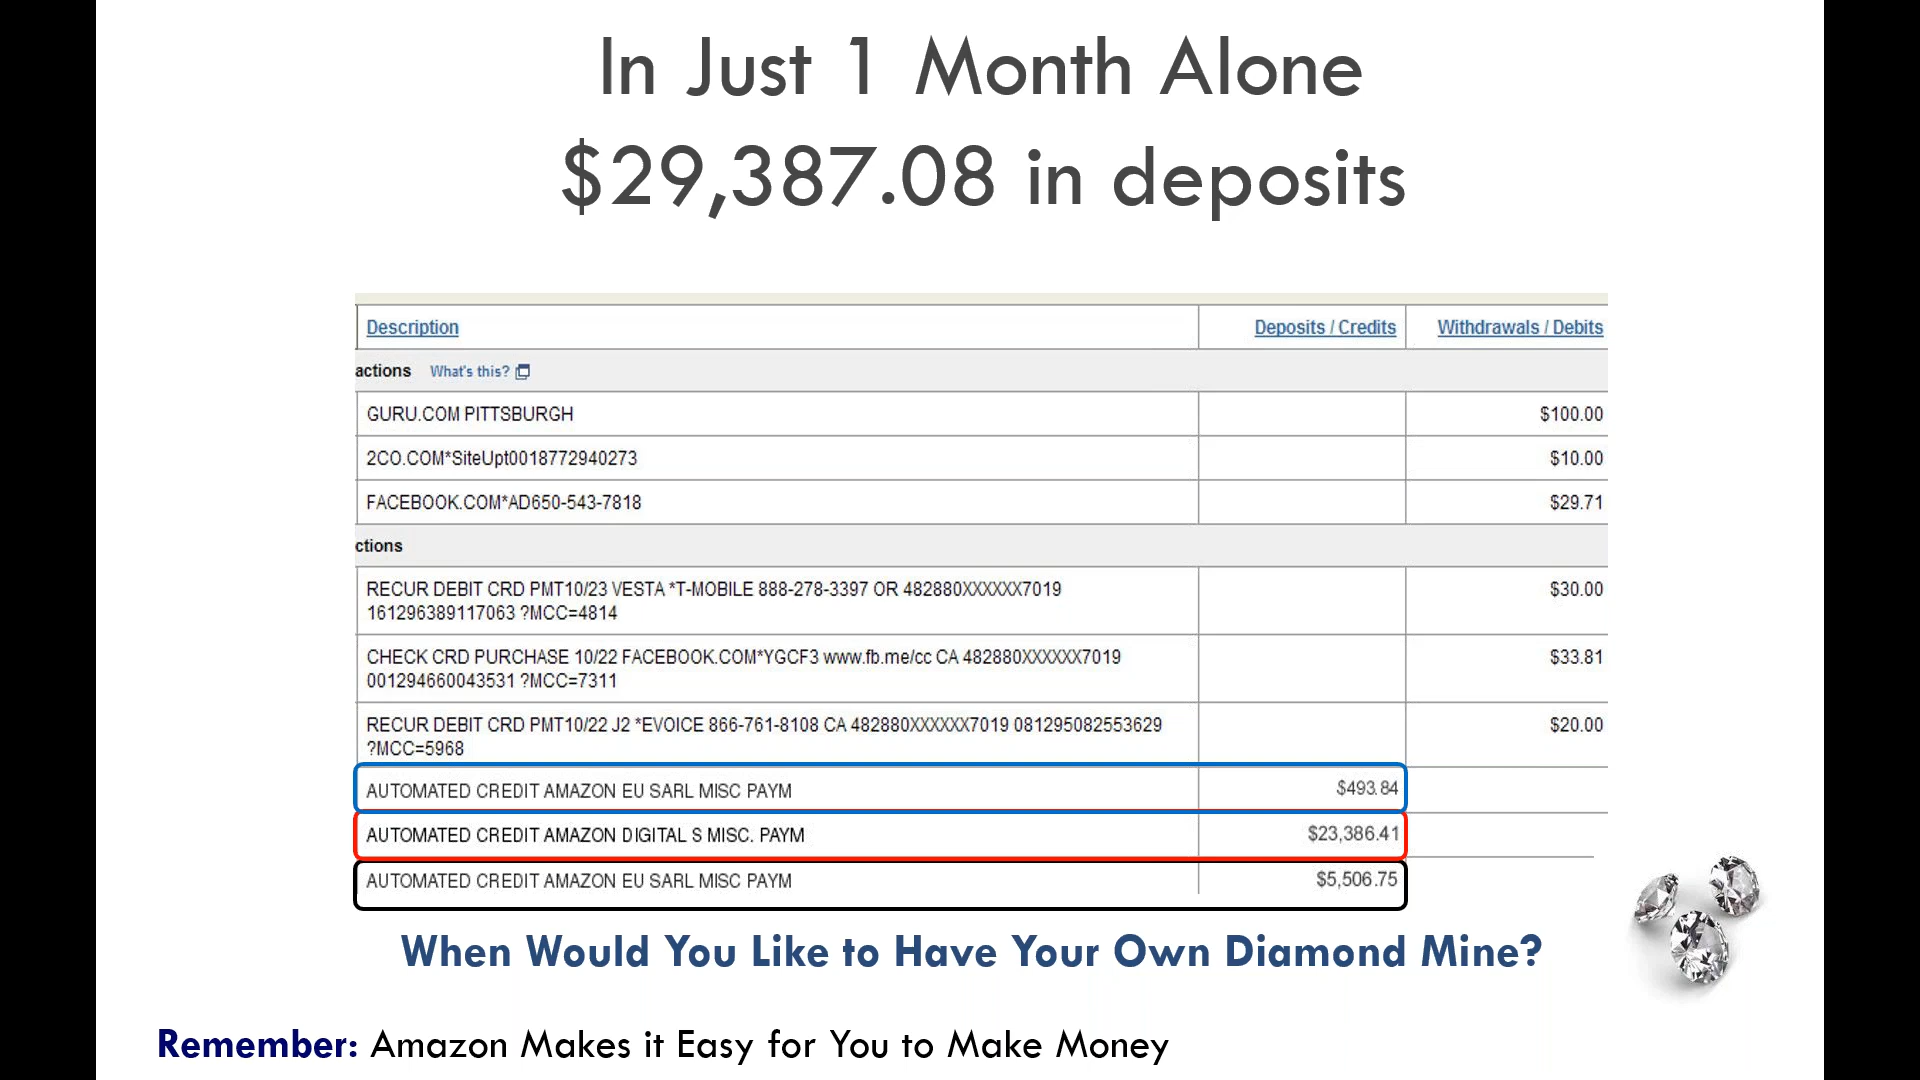 In Just 1 Month Alone
$29,387.08 in deposits
Description Deposits / Credits Withdrawals / Debits
actions What's this?
GURU.COM PITTSBURGH $100.00
2CO.COM*SiteUpt0018772940273 $10.00
FACEBOOK.COM*AD650-543-7818 $29.71
ctions
RECUR DEBIT CRD PMT10/23 VESTA *T-MOBILE 888-278-3397 OR 482880XXXXXX7019 $30.00
161296389117063 ?MCC=4814
CHECK CRD PURCHASE 10/22 FACEBOOK.COM*YGCF3 www.fb.me/cc CA 482880XXXXXX7019 $33.81
001294660043531 ?MCC=7311
RECUR DEBIT CRD PMT10/22 J2 *EVOICE 866-761-8108 CA 482880XXXXXX7019 081295082553629 $20.00
?MCC=5968
AUTOMATED CREDIT AMAZON EU SARL MISC PAYM $493.84
AUTOMATED CREDIT AMAZON DIGITAL S MISC. PAYM $23,386.41
AUTOMATED CREDIT AMAZON EU SARL MISC PAYM $5,506.75
When Would You Like to Have Your Own Diamond Mine?
Remember: Amazon Makes it Easy for You to Make Money